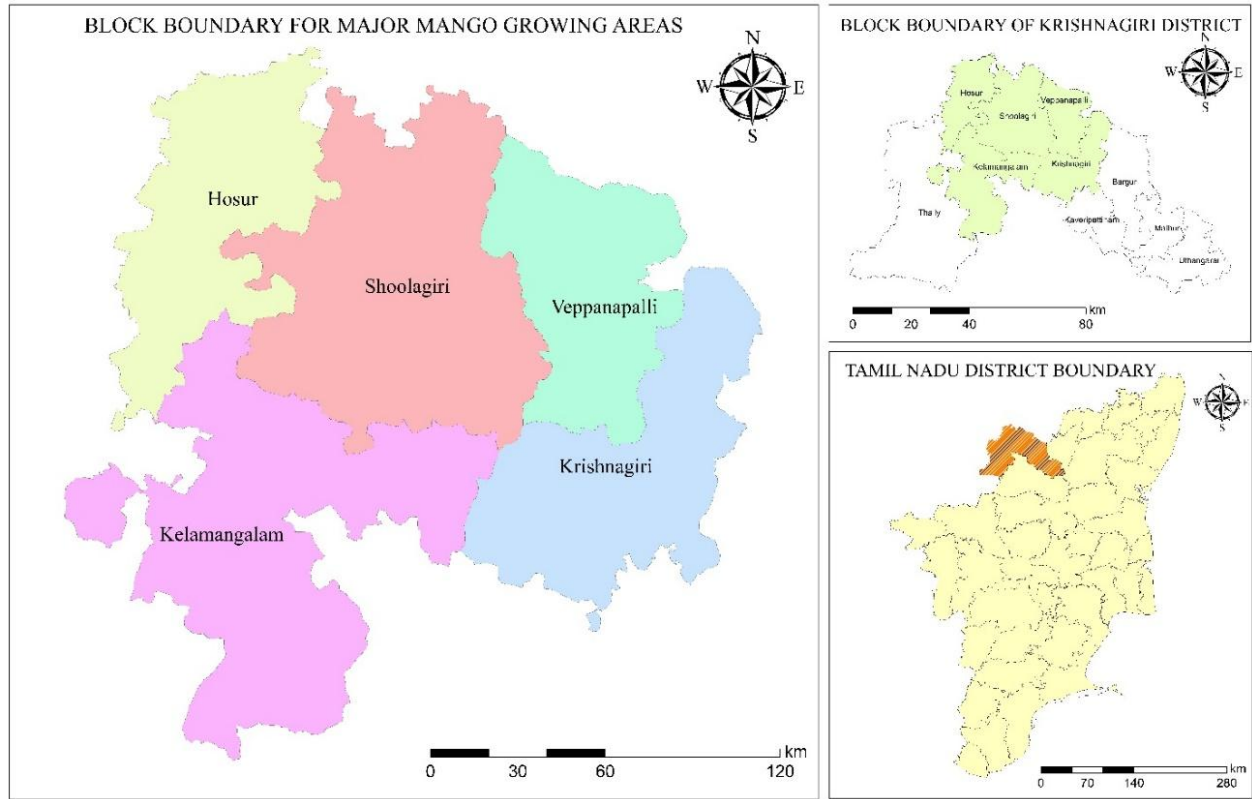 BLOCK BOUNDARY FOR MAJOR MANGO GROWING AREAS
N
W E
S
Hosur
Shoolagiri
Veppanapalli
Krishnagiri
Kelamangalam
km
0 30 60 120
BLOCK BOUNDARY OF KRISHNAGIRI DISTRICT
N
W E
S
Hosur
Veppanapalli
Shoolagiri
Kelamangalam
Krishnagiri
Bargur
Thally
Kaveripattinam
Mathur
Uthangarai
km
0 20 40 80
TAMIL NADU DISTRICT BOUNDARY
N
W E
S
km
0 70 140 280